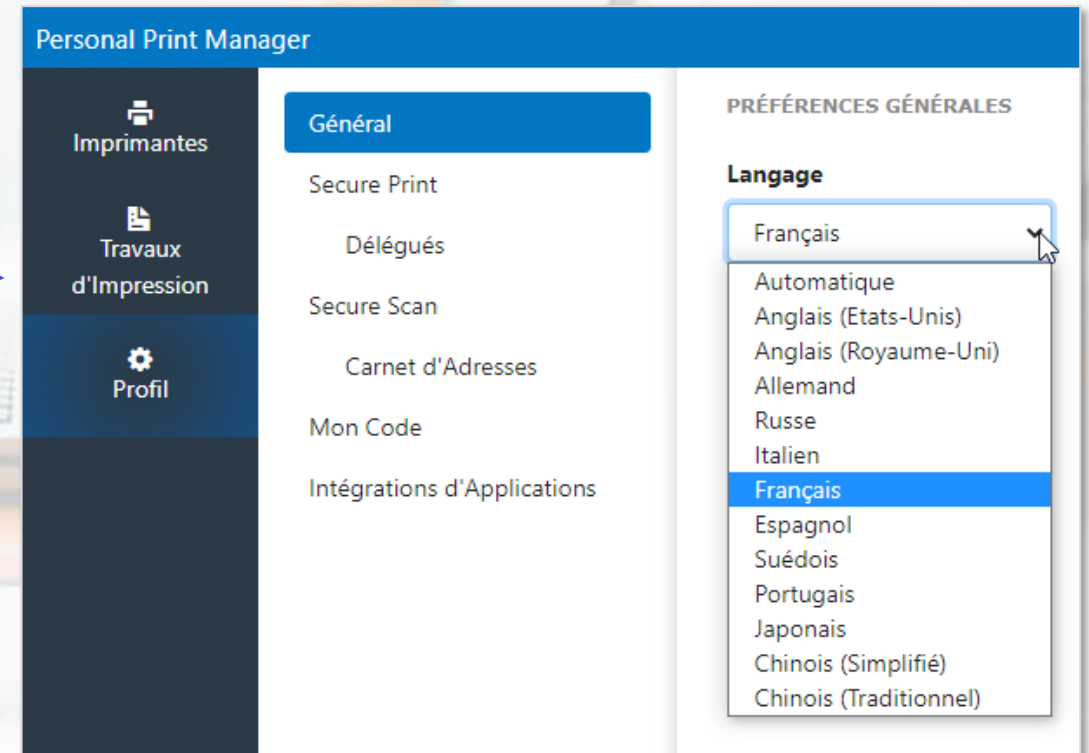 Personal Print Manager
Imprimantes
Travaux
d'Impression
Profil
Général
Secure Print
Délégués
Secure Scan
Carnet d'Adresses
Mon Code
Intégrations d'Applications
PRÉFÉRENCES GÉNÉRALES
Langage
Français
Automatique
Anglais (Etats-Unis)
Anglais (Royaume-Uni)
Allemand
Russe
Italien
Français
Espagnol
Suédois
Portugais
Japonais
Chinois (Simplifié)
Chinois (Traditionnel)